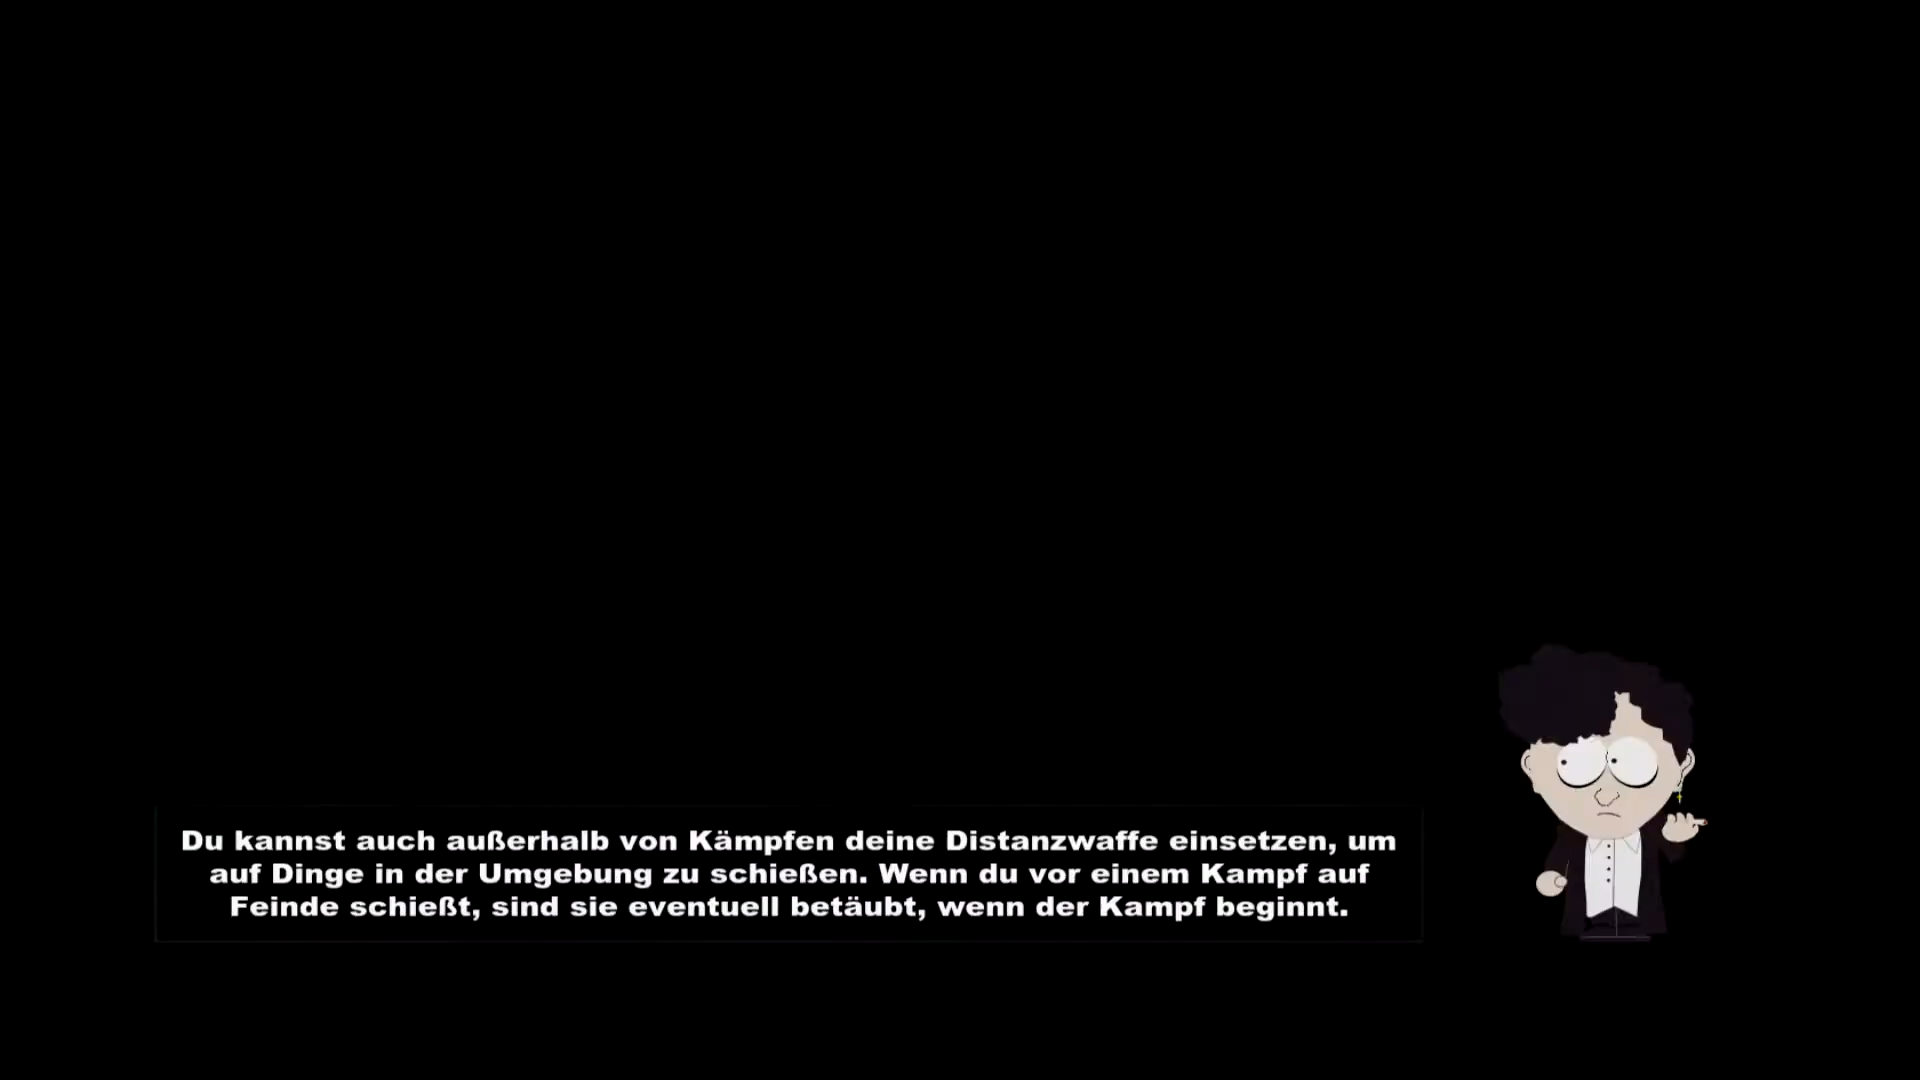 Du kannst auch außerhalb von Kämpfen deine Distanzwaffe einsetzen, um
auf Dinge in der Umgebung zu schießen. Wenn du vor einem Kampf auf
Feinde schießt, sind sie eventuell betäubt, wenn der Kampf beginnt.